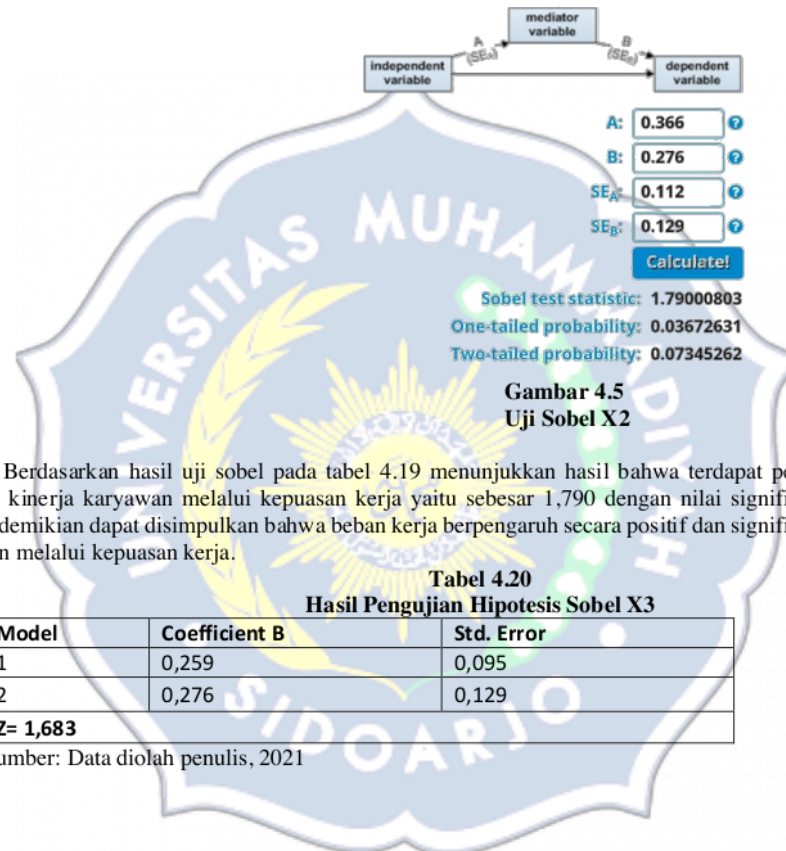 mediator
variable
A
(SEA)
B
(SEB)
independent
variable
dependent
variable
A: 0.366 ?
B: 0.276 ?
SEA: 0.112 ?
SEB: 0.129 ?
Calculate!
Sobel test statistic: 1.79000803
One-tailed probability: 0.03672631
Two-tailed probability: 0.07345262
Gambar 4.5
Uji Sobel X2
Berdasarkan hasil uji sobel pada tabel 4.19 menunjukkan hasil bahwa terdapat
kinerja karyawan melalui kepuasan kerja yaitu sebesar 1,790 dengan nilai
demikian dapat disimpulkan bahwa beban kerja berpengaruh secara positif dan
melalui kepuasan kerja.
Tabel 4.20
Hasil Pengujian Hipotesis Sobel X3
Model Coefficient B Std. Error
1 0,259 0,095
2 0,276 0,129
Z= 1,683
Data diolah penulis, 2021
UNIVERSITAS MUHAMMADIYAH
SIDOARJO